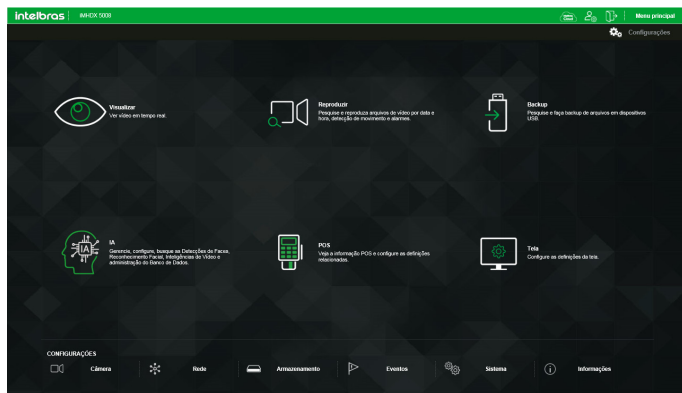 intelbras iMHDX 5008 Menu principal
Configurações
Visualizar
Ver vídeo em tempo real.
Reproduzir
Pesquise e reproduza arquivos de vídeo por data e
hora, detecção de movimento e alarmes.
Backup
Pesquise e faça backup de arquivos em dispositivos
USB.
IA
IA
Gerencie, configure, busque as Detecções de Faces,
Reconhecimento Facial, Inteligências de Vídeo e
administração do Banco de Dados.
POS
Veja a informação POS e configure as definições
relacionadas.
Tela
Configure as definições da tela.
CONFIGURAÇÕES
Câmera Rede Armazenamento Eventos Sistema Informações